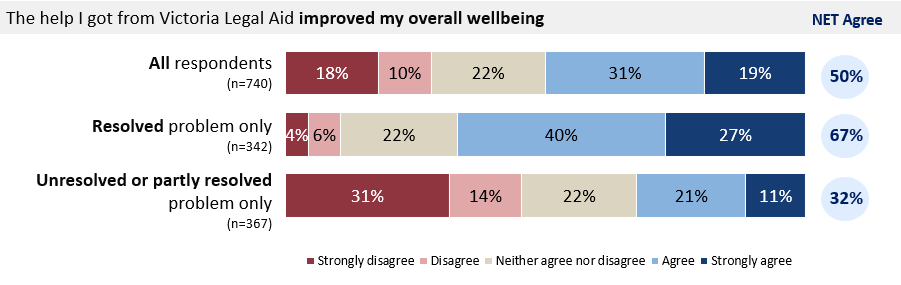 The help I got from Victoria Legal Aid improved my overall wellbeing
NET Agree
All respondents
(n=740)
18% 10% 22% 31% 19% 50%
Resolved problem only
(n=342)
4% 6% 22% 40% 27% 67%
Unresolved or partly resolved
problem only
(n=367)
31% 14% 22% 21% 11% 32%
Strongly disagree Disagree Neither agree nor disagree Agree Strongly agree